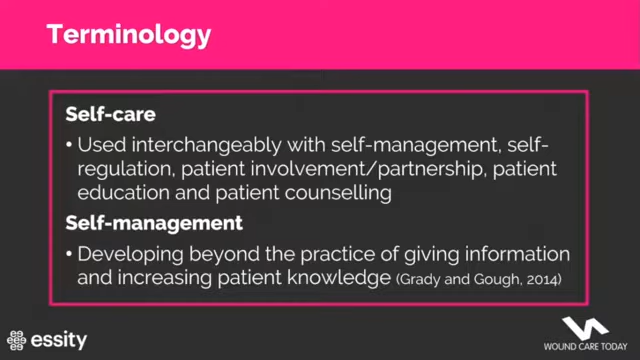 Terminology
Self-care
• Used interchangeably with self-management, self-
regulation, patient involvement/partnership, patient
education and patient counselling
Self-management
• Developing beyond the practice of giving information
and increasing patient knowledge (Grady and Gough, 2014)
essity
WOUND CARE TODAY